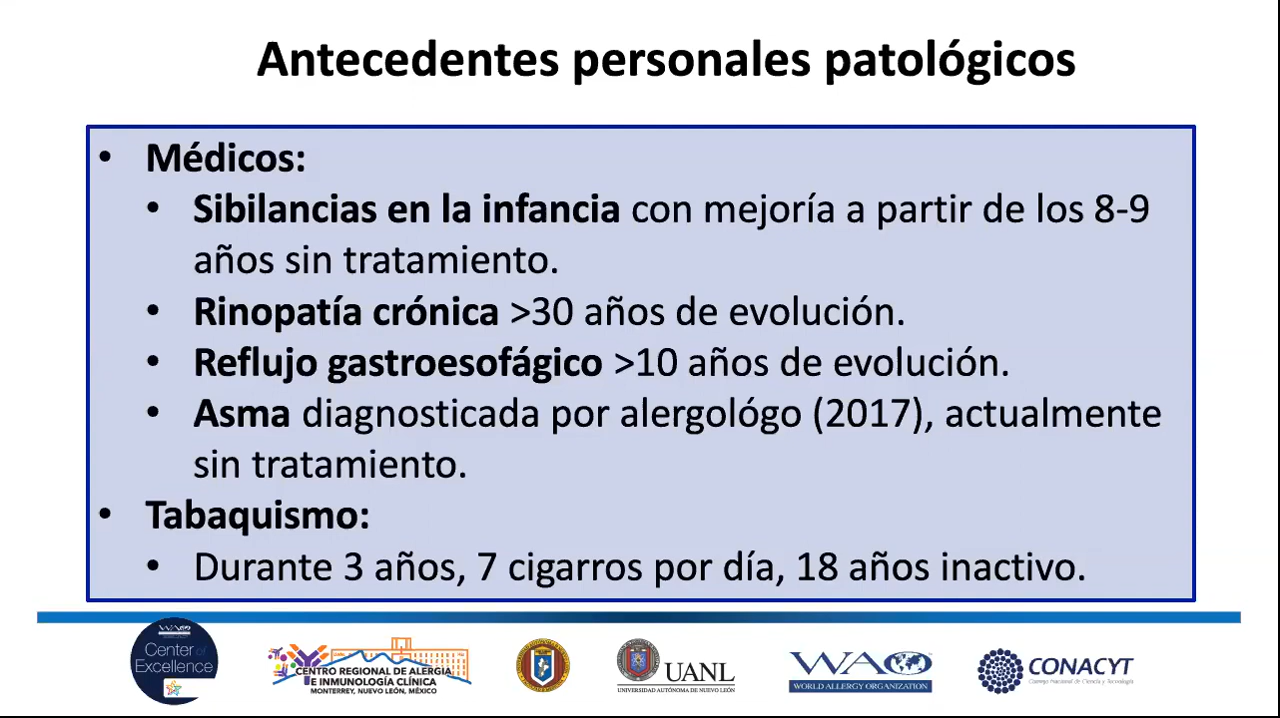 Antecedentes personales patológicos
• Médicos:
• Sibilancias en la infancia con mejoría a partir de los 8-9
años sin tratamiento.
• Rinopatía crónica >30 años de evolución.
• Reflujo gastroesofágico >10 años de evolución.
• Asma diagnosticada por alergológo (2017), actualmente
sin tratamiento.
• Tabaquismo:
• Durante 3 años, 7 cigarros por día, 18 años inactivo.
WAO
Center of
Excellence
CENTRO REGIONAL DE ALERGIA
E INMUNOLOGÍA CLÍNICA
MONTERREY, NUEVO LEÓN, MÉXICO
UANL
UNIVERSIDAD AUTÓNOMA DE NUEVO LEÓN
WAO
WORLD ALLERGY ORGANIZATION
CONACYT
Consejo Nacional de Ciencia y Tecnología